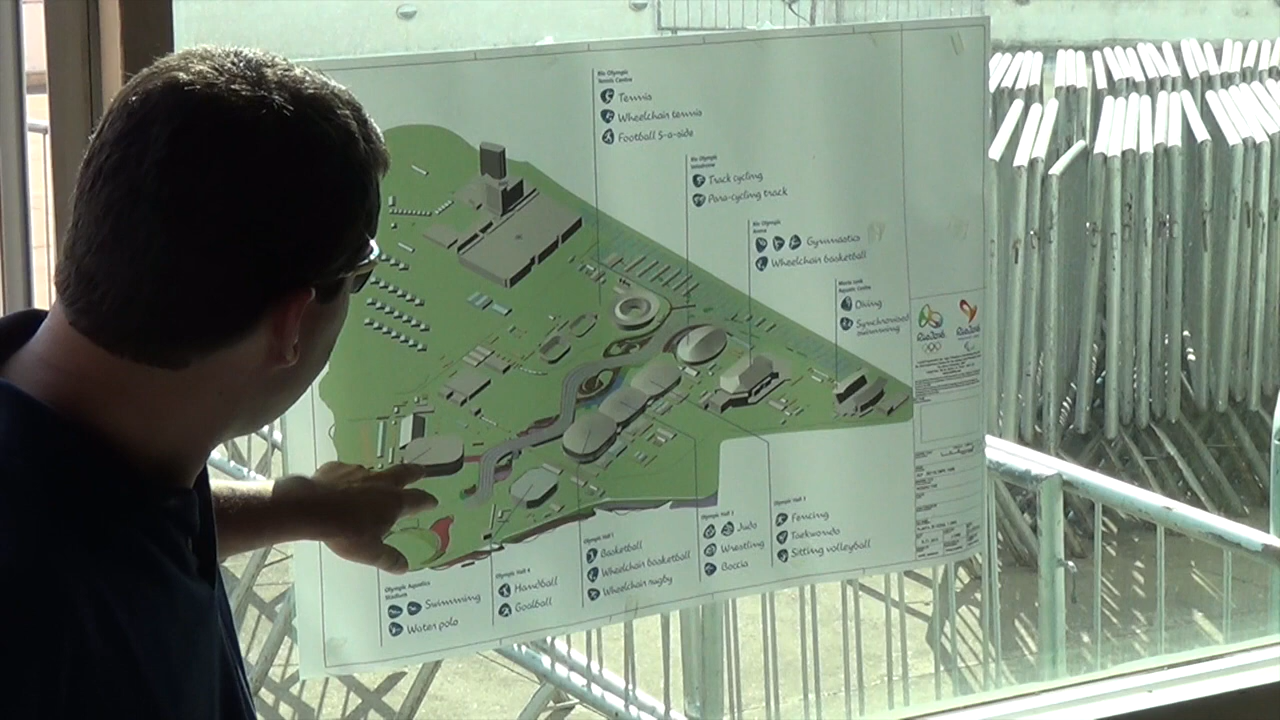 Rio Olympic
Tennis Centre
Tennis
Wheelchair tennis
Football 5-a-side
Rio Olympic
Velodrome
Track cycling
Para-cycling track
Rio Olympic
Arena
Gymnastics
Wheelchair basketball
Maria Lenk
Aquatic Centre
Diving
Synchronised
swimming
Rio2016
Rio2016
Olympic Aquatics
Stadium
Swimming
Water polo
Olympic Hall 4
Handball
Goalball
Olympic Hall 1
Basketball
Wheelchair basketball
Wheelchair rugby
Olympic Hall 2
Judo
Wrestling
Boccia
Olympic Hall 3
Fencing
Taekwondo
Sitting volleyball